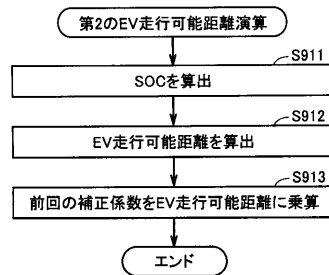 第2のEV走行可能距離演算
S911
SOCを算出
S912
EV走行可能距離を算出
S913
前回の補正係数をEV走行可能距離に乗算
エンド